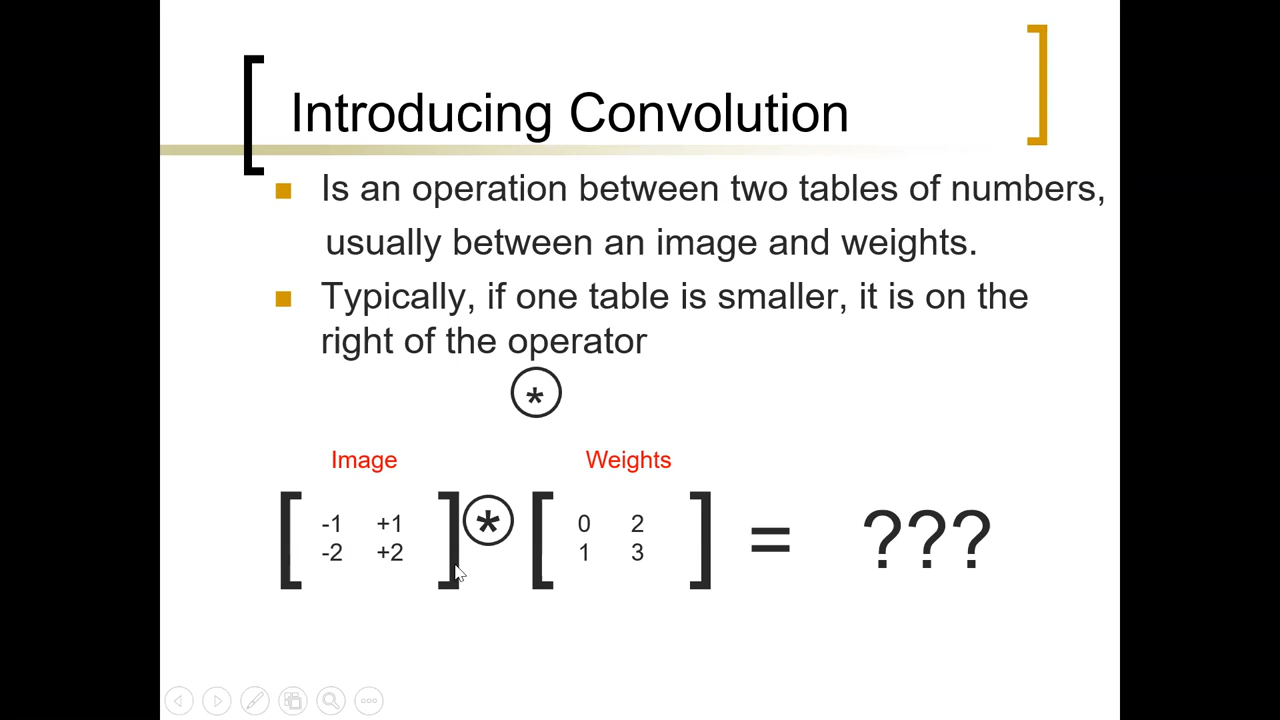 Introducing Convolution
Is an operation between two tables of numbers,
usually between an image and weights.
Typically, if one table is smaller, it is on the
right of the operator
*
Image Weights
[ -1 +1 ] * [ 0 2 ] = ???
-2 +2 1 3